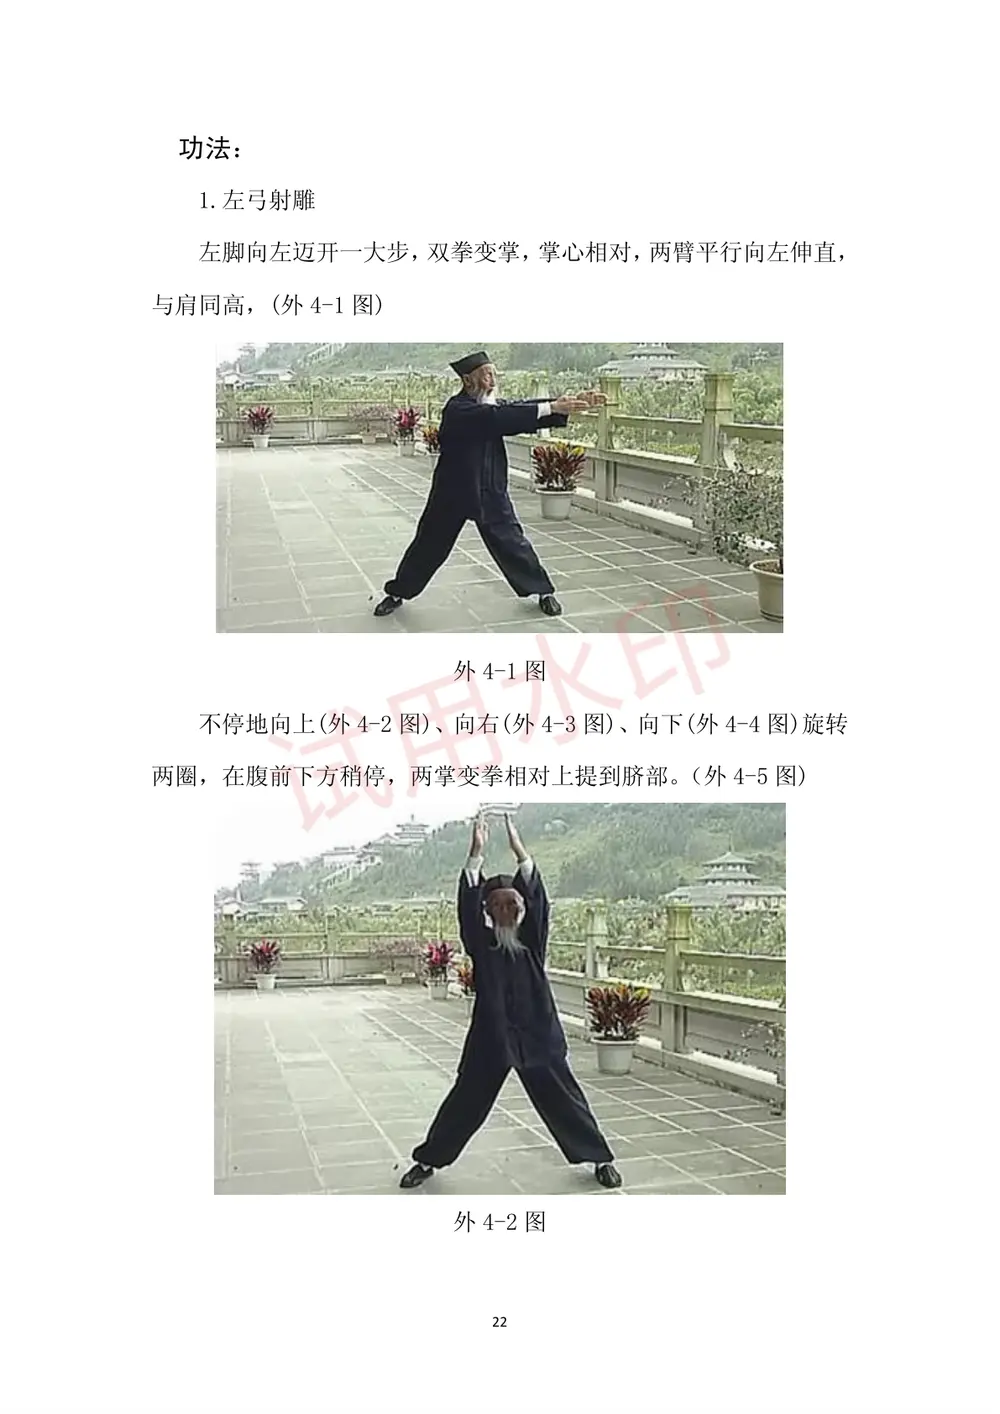 功法：
1.左弓射雕
左脚向左迈开一大步，双拳变掌，掌心相对，两臂平行向左伸直，
与肩同高，(外 4-1 图)
外 4-1 图
试用水印
不停地向上(外 4-2 图)、向右(外 4-3 图)、向下(外 4-4 图)旋转
两圈，在腹前下方稍停，两掌变拳相对上提到脐部。（外 4-5 图）
外 4-2 图
22